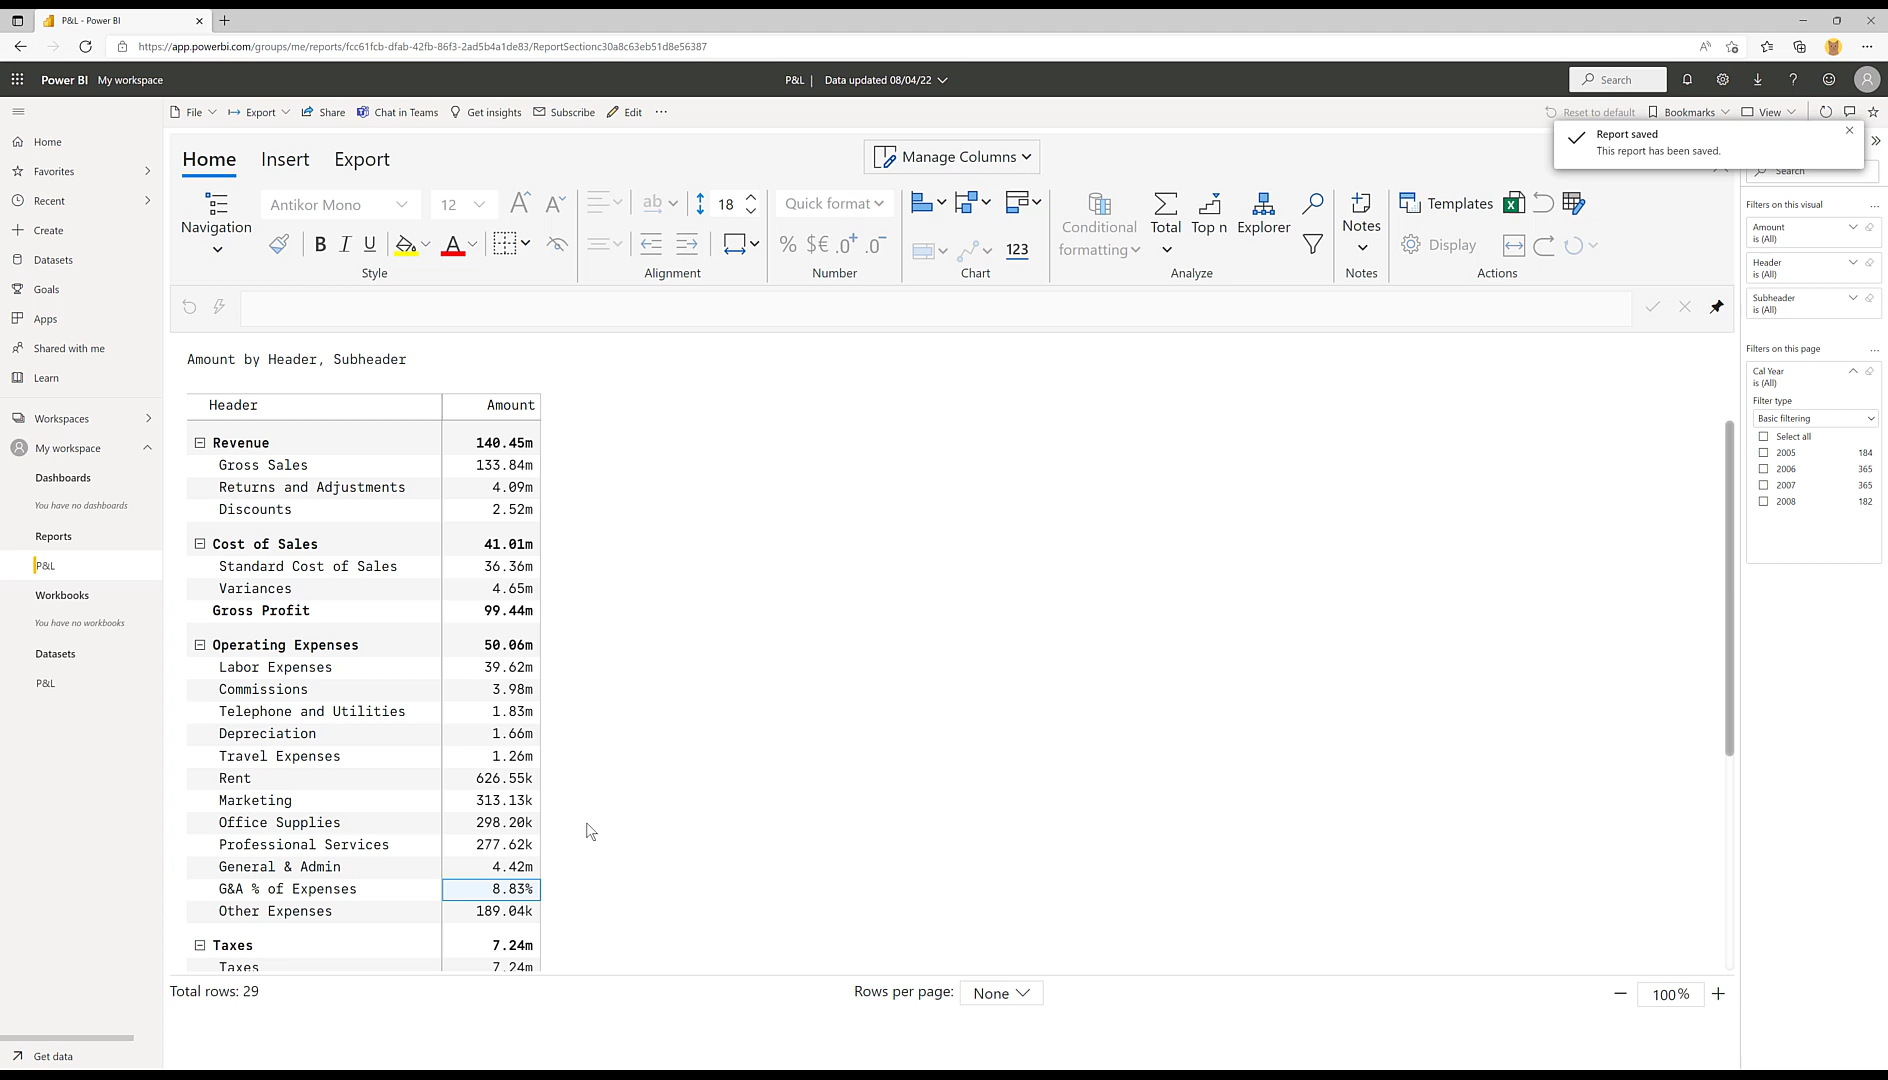 P&L - Power BI
https://app.powerbi.com/groups/me/reports/fcc61fcb-dfab-42fb-86f3-2ad5b4a1de83/ReportSectionc30a8c63eb51d8e56387
Power BI My workspace
P&L | Data updated 08/04/22
Search
File Export Share Chat in Teams Get insights Subscribe Edit ...
Reset to default Bookmarks View
Report saved
This report has been saved.
Home
Favorites
Recent
Create
Datasets
Goals
Apps
Shared with me
Learn
Workspaces
My workspace
Dashboards
You have no dashboards
Reports
P&L
Workbooks
You have no workbooks
Datasets
P&L
Get data
Home Insert Export
Manage Columns
Navigation
Antikor Mono 12
B I U A
Style
ab 18
Alignment
Quick format
% $€ .0+ .0-
Number
123
Chart
Conditional formatting
Total Top n Explorer
Analyze
Notes
Notes
Templates
Display
Actions
Amount by Header, Subheader
Header Amount
Revenue 140.45m
Gross Sales 133.84m
Returns and Adjustments 4.09m
Discounts 2.52m
Cost of Sales 41.01m
Standard Cost of Sales 36.36m
Variances 4.65m
Gross Profit 99.44m
Operating Expenses 50.06m
Labor Expenses 39.62m
Commissions 3.98m
Telephone and Utilities 1.83m
Depreciation 1.66m
Travel Expenses 1.26m
Rent 626.55k
Marketing 313.13k
Office Supplies 298.20k
Professional Services 277.62k
General & Admin 4.42m
G&A % of Expenses 8.83%
Other Expenses 189.04k
Taxes 7.24m
Taxes 7.24m
Total rows: 29
Rows per page: None
100%
Search
Filters on this visual ...
Amount
is (All)
Header
is (All)
Subheader
is (All)
Filters on this page ...
Cal Year
is (All)
Filter type
Basic filtering
Select all
2005 184
2006 365
2007 365
2008 182